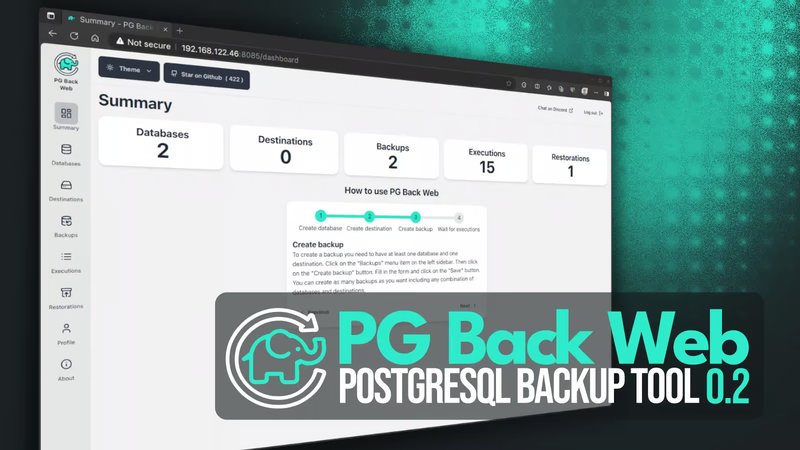 Summary - PG Back
Not secure 192.168.122.46:8085/dashboard
PG Back
Web
Theme
Star on Github (422)
Chat on Discord
Log out
Summary
Databases
Destinations
Backups
Executions
Restorations
Profile
About
Summary
Databases
2
Destinations
0
Backups
2
Executions
15
Restorations
1
How to use PG Back Web
1 2 3 4
Create database Create destination Create backup Wait for executions
Create backup
To create a backup you need to have at least one database and one
destination. Click on the "Backups" menu item on the left sidebar. Then click
on the "Create backup" button. Fill in the form and click on the "Save" button.
You can create as many backups as you want including any combination of
databases and destinations.
Previous
Next
PG Back Web
POSTGRESQL BACKUP TOOL 0.2